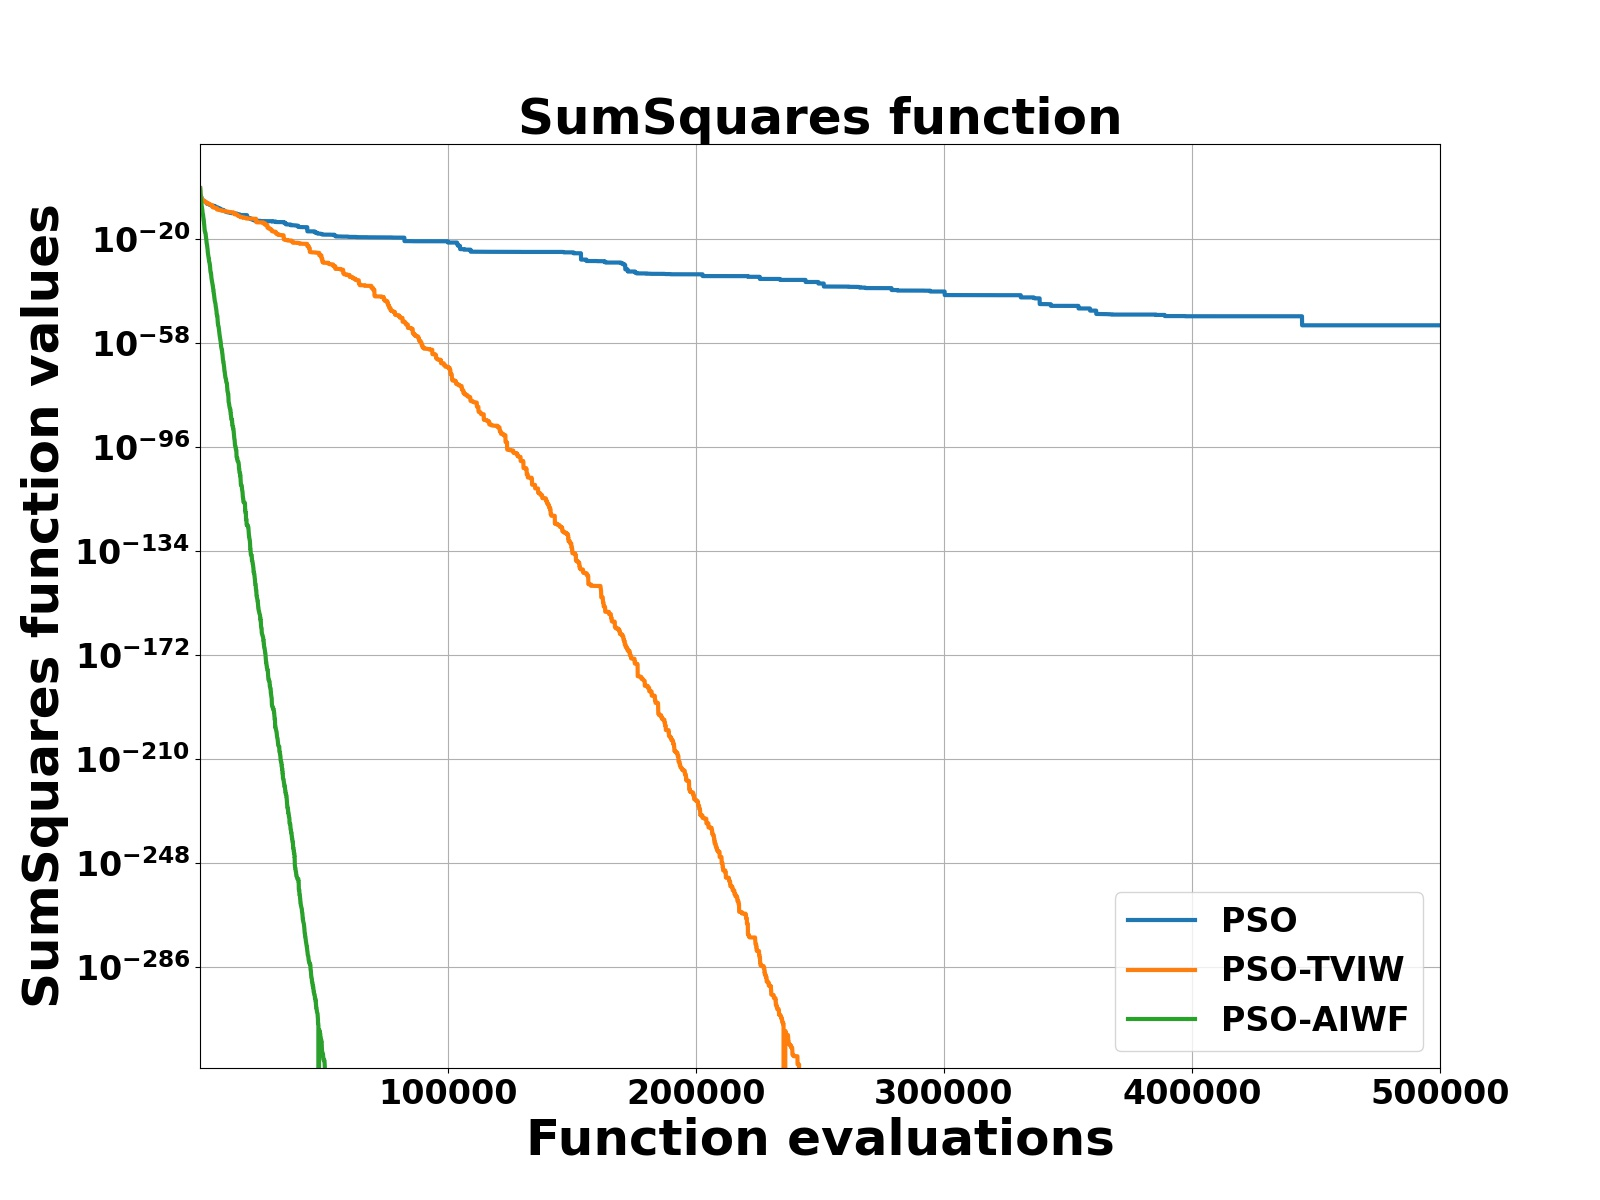 SumSquares function
SumSquares function values
10⁻²⁰
10⁻⁵⁸
10⁻⁹⁶
10⁻¹³⁴
10⁻¹⁷²
10⁻²¹⁰
10⁻²⁴⁸
10⁻²⁸⁶
PSO
PSO-TVIW
PSO-AIWF
100000 200000 300000 400000 500000
Function evaluations